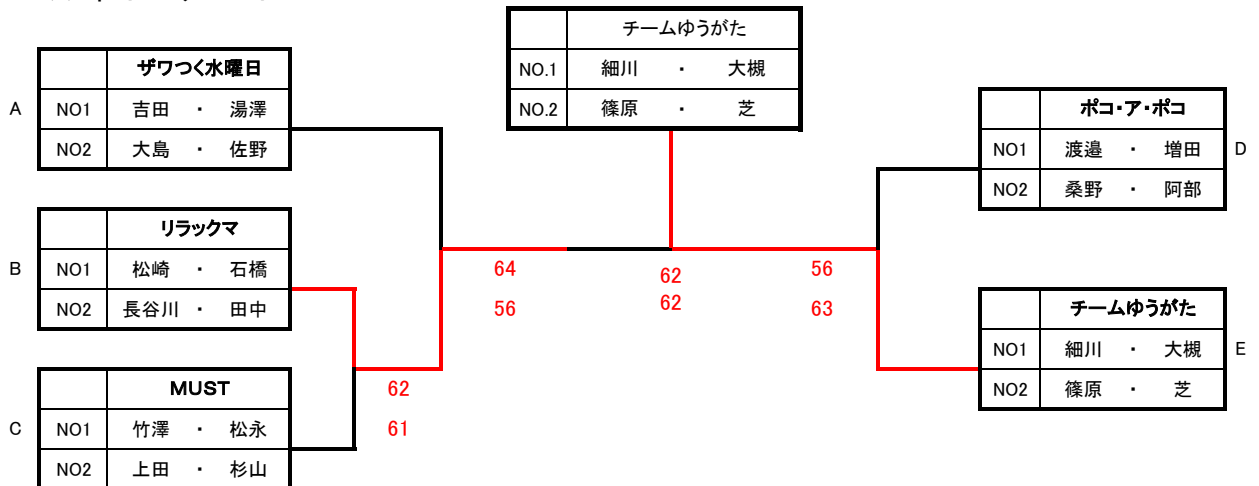 チームゆうがた
NO.1 細川 ・ 大槻
NO.2 篠原 ・ 芝
A
ザワつく水曜日
NO1 吉田 ・ 湯澤
NO2 大島 ・ 佐野
B
リラックマ
NO1 松崎 ・ 石橋
NO2 長谷川 ・ 田中
C
MUST
NO1 竹澤 ・ 松永
NO2 上田 ・ 杉山
62
61
64
56
62
62
56
63
ポコ・ア・ポコ
NO1 渡邉 ・ 増田 D
NO2 桑野 ・ 阿部
チームゆうがた
NO1 細川 ・ 大槻 E
NO2 篠原 ・ 芝